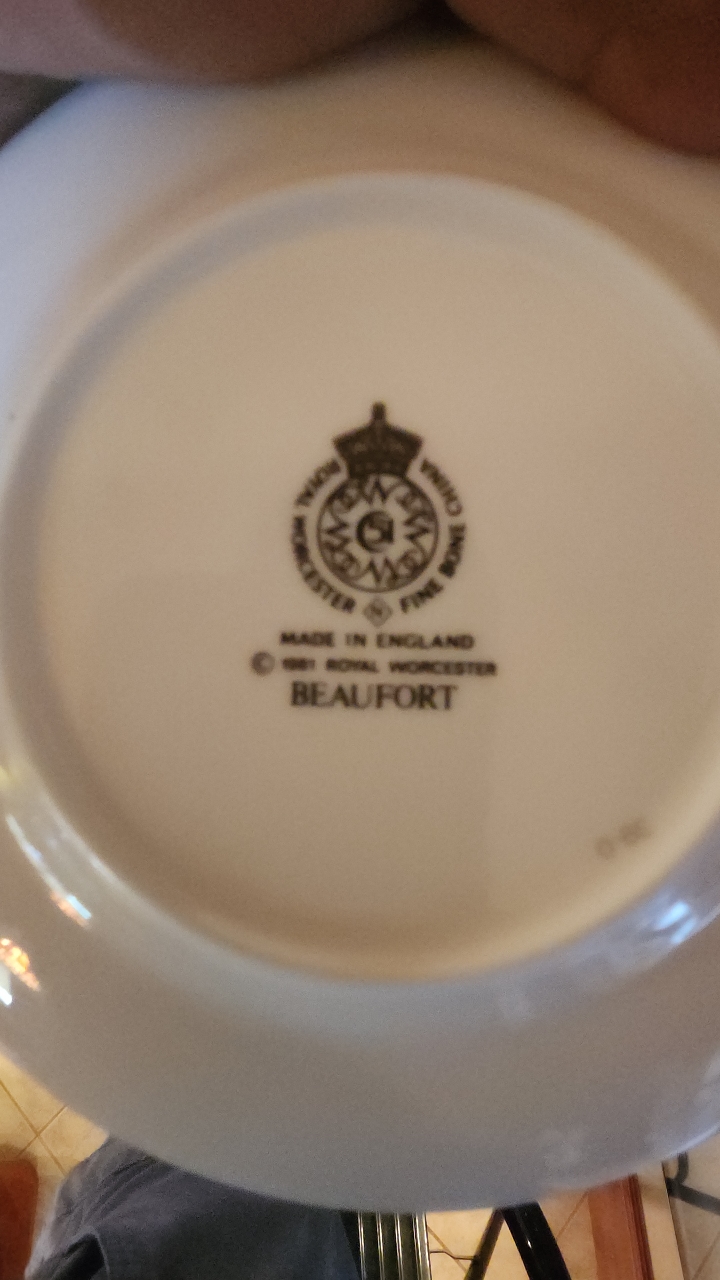 ROYAL WORCESTER FINE BONE CHINA
MADE IN ENGLAND
© 1981 ROYAL WORCESTER
BEAUFORT